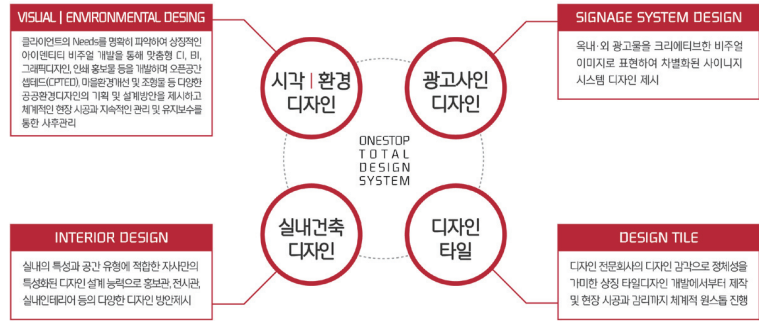 VISUAL | ENVIRONMENTAL DESING
클라이언트의 Needs를 명확히 파악하여 상징적인
아이덴티티 비주얼 개발을 통해 맞춤형 CI, BI,
그래픽디자인, 인쇄 홍보물 등을 개발하며 오픈공간
셉테드(CPTED), 마을환경개선 및 조형물 등 다양한
공공환경디자인의 기획 및 설계방안을 제시하고
체계적인 현장 시공과 지속적인 관리 및 유지보수를
통한 사후관리
시각 | 환경
디자인
광고사인
디자인
SIGNAGE SYSTEM DESIGN
옥내·외 광고물을 크리에티브한 비주얼
이미지로 표현하여 차별화된 사이니지
시스템 디자인 제시
ONESTOP
TOTAL
DESIGN
SYSTEM
INTERIOR DESIGN
실내의 특성과 공간 유형에 적합한 자사만의
특성화된 디자인 설계 능력으로 홍보관, 전시관,
실내인테리어 등의 다양한 디자인 방안제시
실내건축
디자인
디자인
타일
DESIGN TILE
디자인 전문회사의 디자인 감각으로 정체성을
가미한 상징 타일디자인 개발에서부터 제작
및 현장 시공과 감리까지 체계적 원스톱 진행